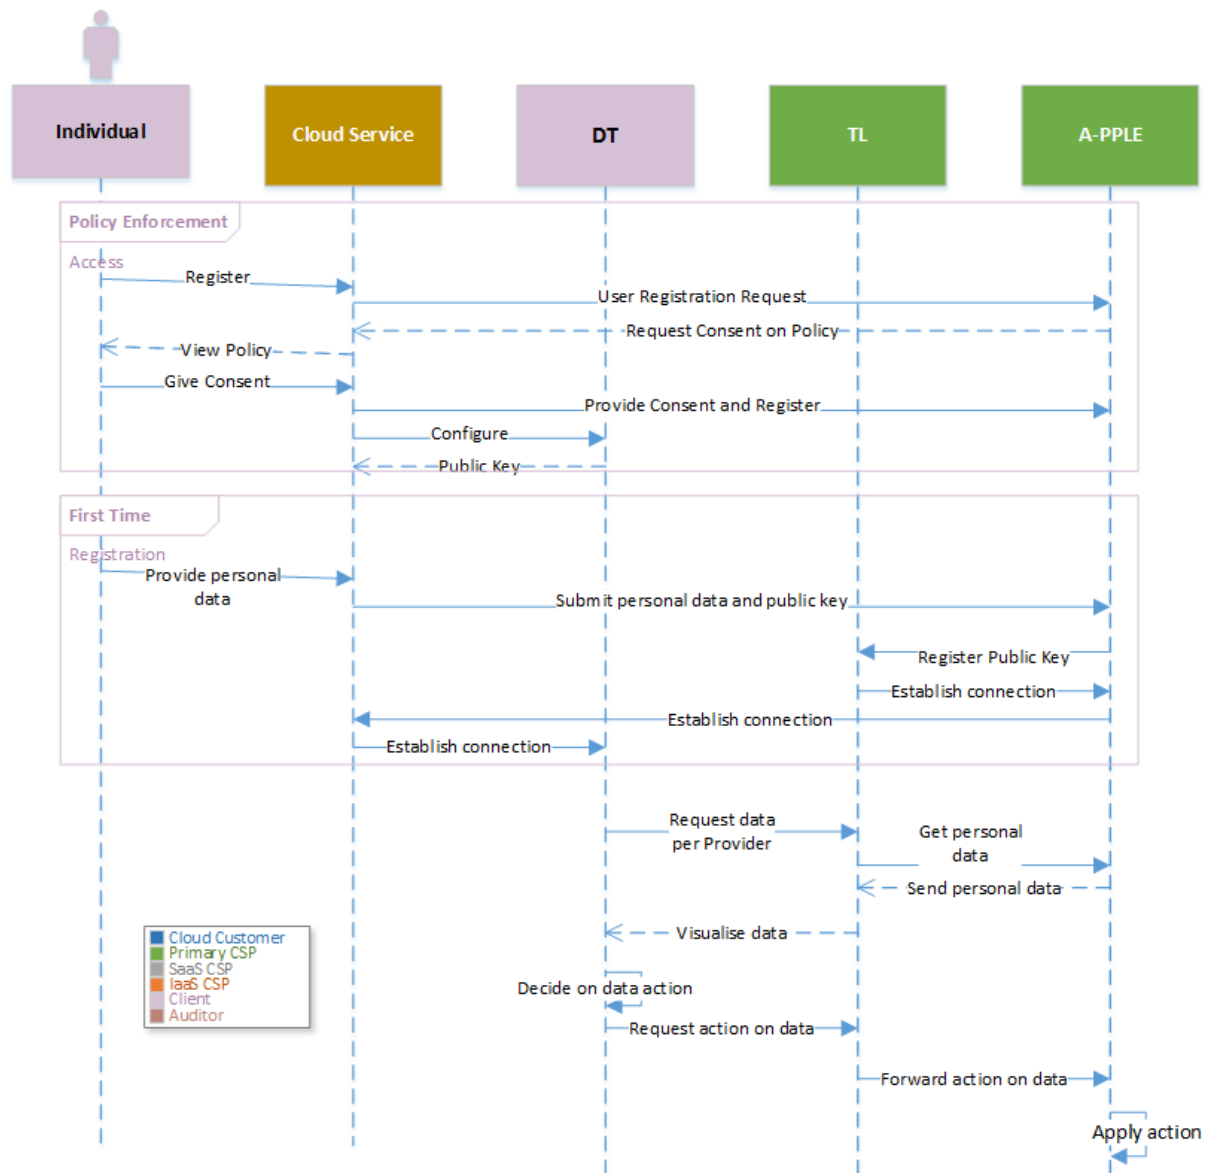 Individual
Cloud Service
DT
TL
A-PPLE
Policy Enforcement
Access
Register
User Registration Request
Request Consent on Policy
View Policy
Give Consent
Provide Consent and Register
Configure
Public Key
First Time
Registration
Provide personal
data
Submit personal data and public key
Register Public Key
Establish connection
Establish connection
Establish connection
Request data
per Provider
Get personal
data
Send personal data
Visualise data
Cloud Customer
Primary CSP
SaaS CSP
IaaS CSP
Client
Auditor
Decide on data action
Request action on data
Forward action on data
Apply action